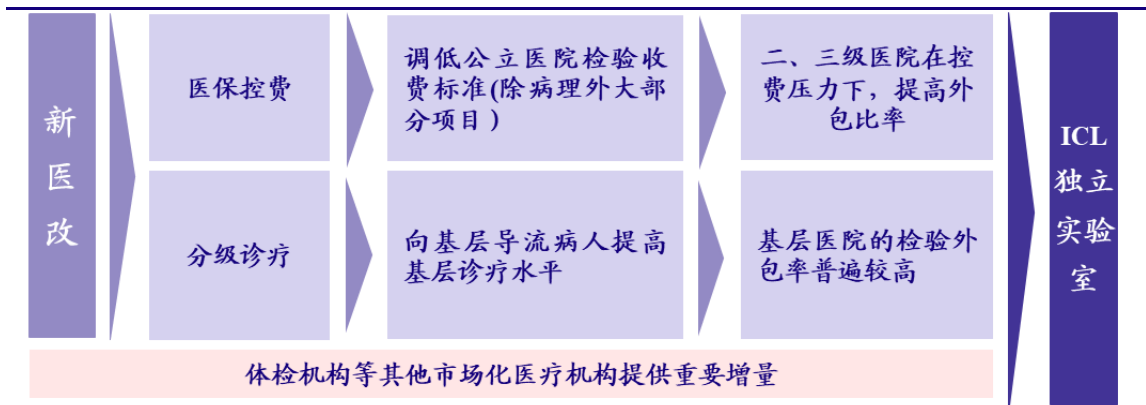 新
医
改
医保控费
调低公立医院检验收
费标准(除病理外大部
分项目)
二、三级医院在控
费压力下，提高外
包比率
分级诊疗
向基层导流病人提高
基层诊疗水平
基层医院的检验外
包率普遍较高
体检机构等其他市场化医疗机构提供重要增量
ICL
独立
实验
室